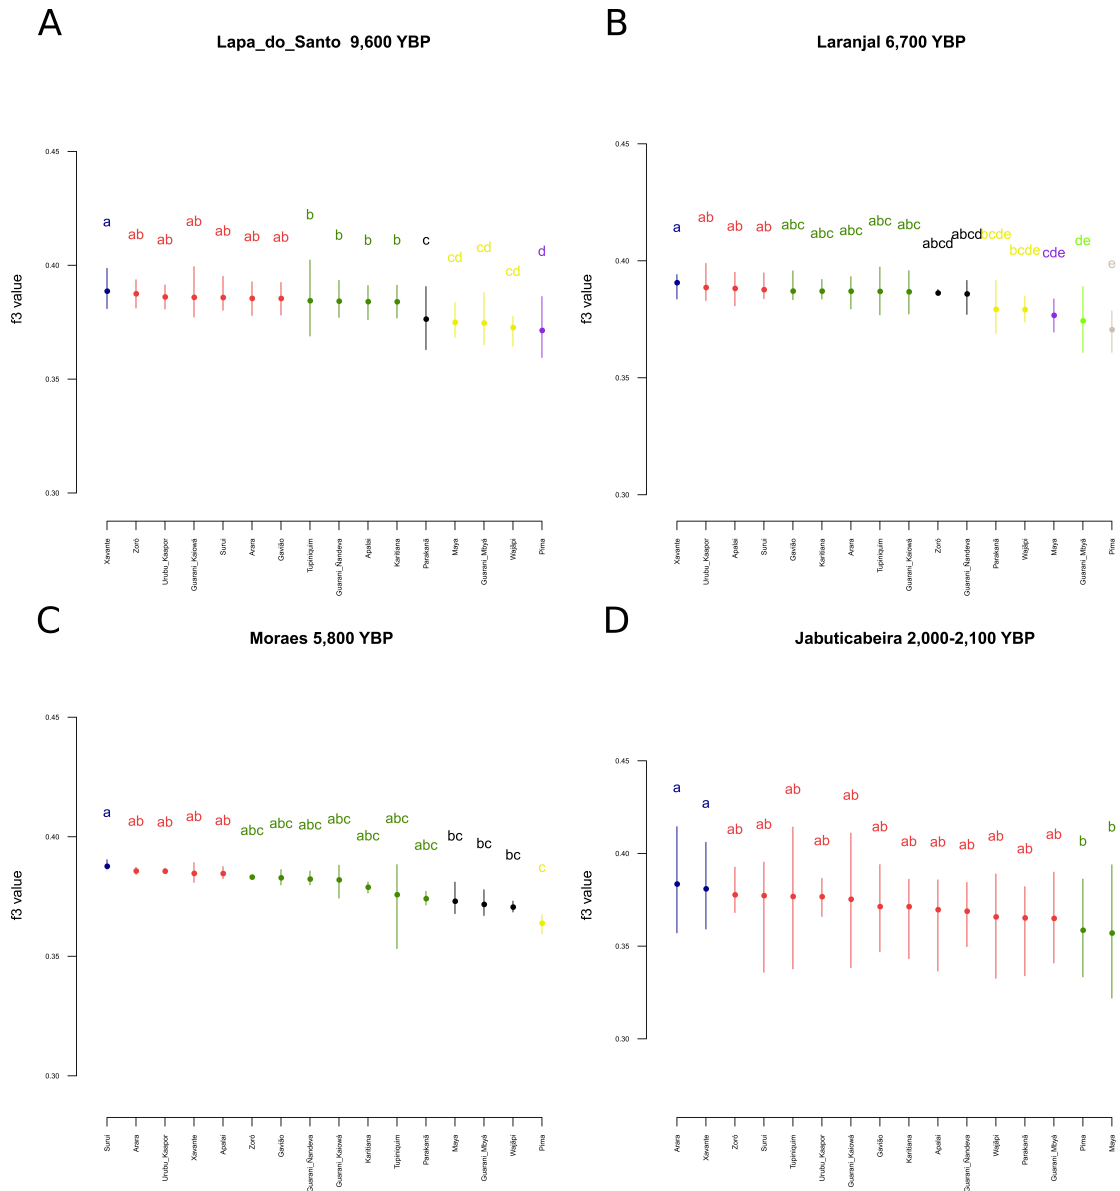 A
Lapa_do_Santo 9,600 YBP
f3 value
0.45
0.40
0.35
0.30
a
ab
ab
ab
ab
ab
ab
b
b
b
b
c
cd
cd
cd
d
Xavante
Zoró
Urubu_Kaapor
Guarani_Kaiowá
Surui
Arara
Gavião
Tupiniquim
Guarani_Ñandeva
Apalai
Karitiana
Parakanã
Maya
Guarani_Mbyá
Wajãpi
Pima
B
Laranjal 6,700 YBP
f3 value
0.45
0.40
0.35
0.30
a
ab
ab
ab
abc
abc
abc
abc
abc
abcd
abcd
bcde
bcde
cde
de
e
Xavante
Urubu_Kaapor
Apalai
Surui
Gavião
Karitiana
Arara
Tupiniquim
Guarani_Kaiowá
Zoró
Guarani_Ñandeva
Parakanã
Wajãpi
Maya
Guarani_Mbyá
Pima
C
Moraes 5,800 YBP
f3 value
0.45
0.40
0.35
0.30
a
ab
ab
ab
ab
abc
abc
abc
abc
abc
abc
abc
bc
bc
bc
c
Surui
Arara
Urubu_Kaapor
Xavante
Apalai
Zoró
Gavião
Guarani_Ñandeva
Guarani_Kaiowá
Karitiana
Tupiniquim
Parakanã
Maya
Guarani_Mbyá
Wajãpi
Pima
D
Jabuticabeira 2,000-2,100 YBP
f3 value
0.45
0.40
0.35
0.30
a
a
ab
ab
ab
ab
ab
ab
ab
ab
ab
ab
ab
ab
b
b
Arara
Xavante
Zoró
Surui
Tupiniquim
Urubu_Kaapor
Guarani_Kaiowá
Gavião
Karitiana
Apalai
Guarani_Ñandeva
Wajãpi
Parakanã
Guarani_Mbyá
Pima
Maya